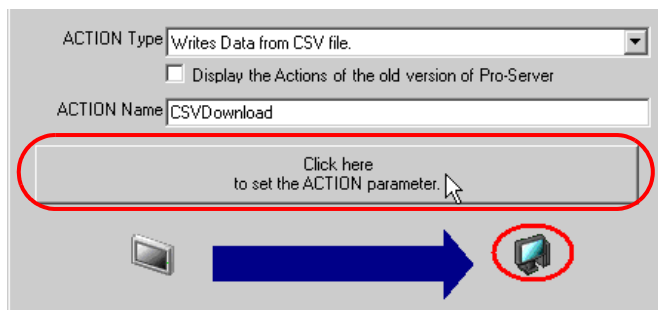 ACTION Type Writes Data from CSV file.
Display the Actions of the old version of Pro-Server
ACTION Name CSVDownload
Click here
to set the ACTION parameter.